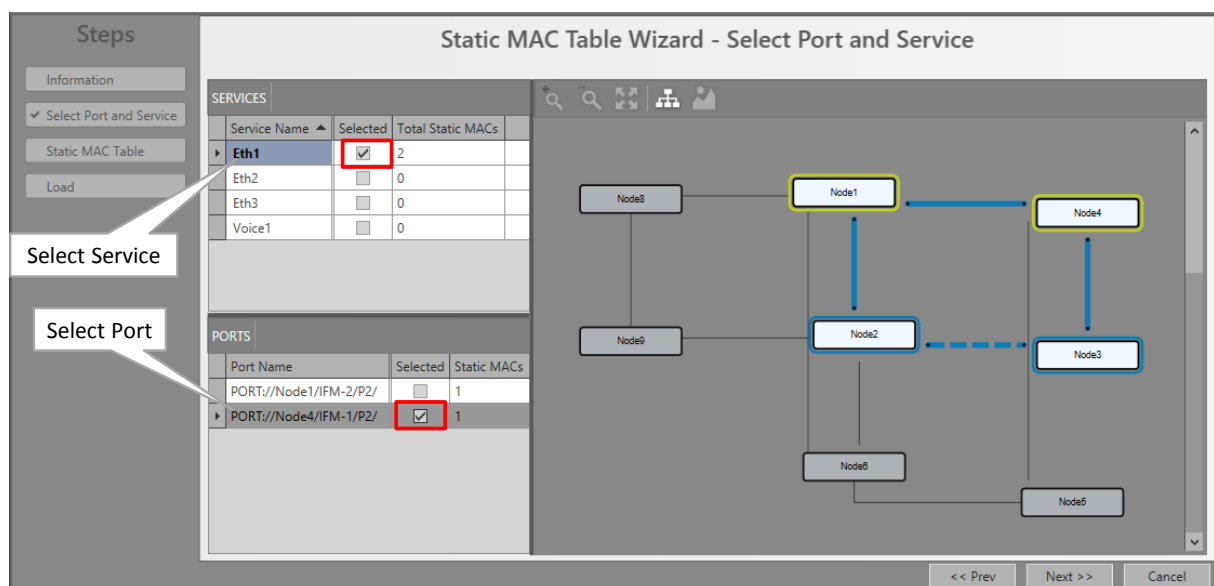 Steps
Information
Select Port and Service
Static MAC Table
Load
Static MAC Table Wizard - Select Port and Service
SERVICES
Service Name Selected Total Static MACs
Eth1 2
Eth2 0
Eth3 0
Voice1 0
Select Service
Select Port
PORTS
Port Name Selected Static MACs
PORT://Node1/IFM-2/P2/ 1
PORT://Node4/IFM-1/P2/ 1
Node8
Node1
Node4
Node9
Node2
Node3
Node6
Node5
<< Prev
Next >>
Cancel